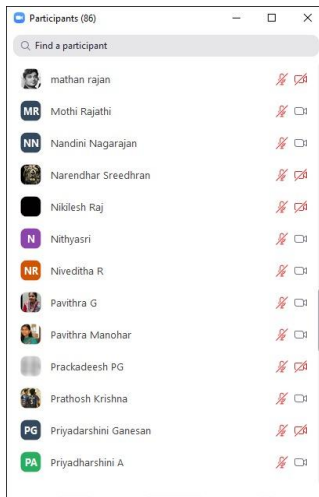 Participants (86)
Find a participant
mathan rajan
MR Mothi Rajathi
NN Nandini Nagarajan
Narendhar Sreedhran
Nikilesh Raj
N Nithyasri
NR Niveditha R
Pavithra G
Pavithra Manohar
Prackadeesh PG
Prathosh Krishna
PG Priyadarshini Ganesan
PA Priyadharshini A